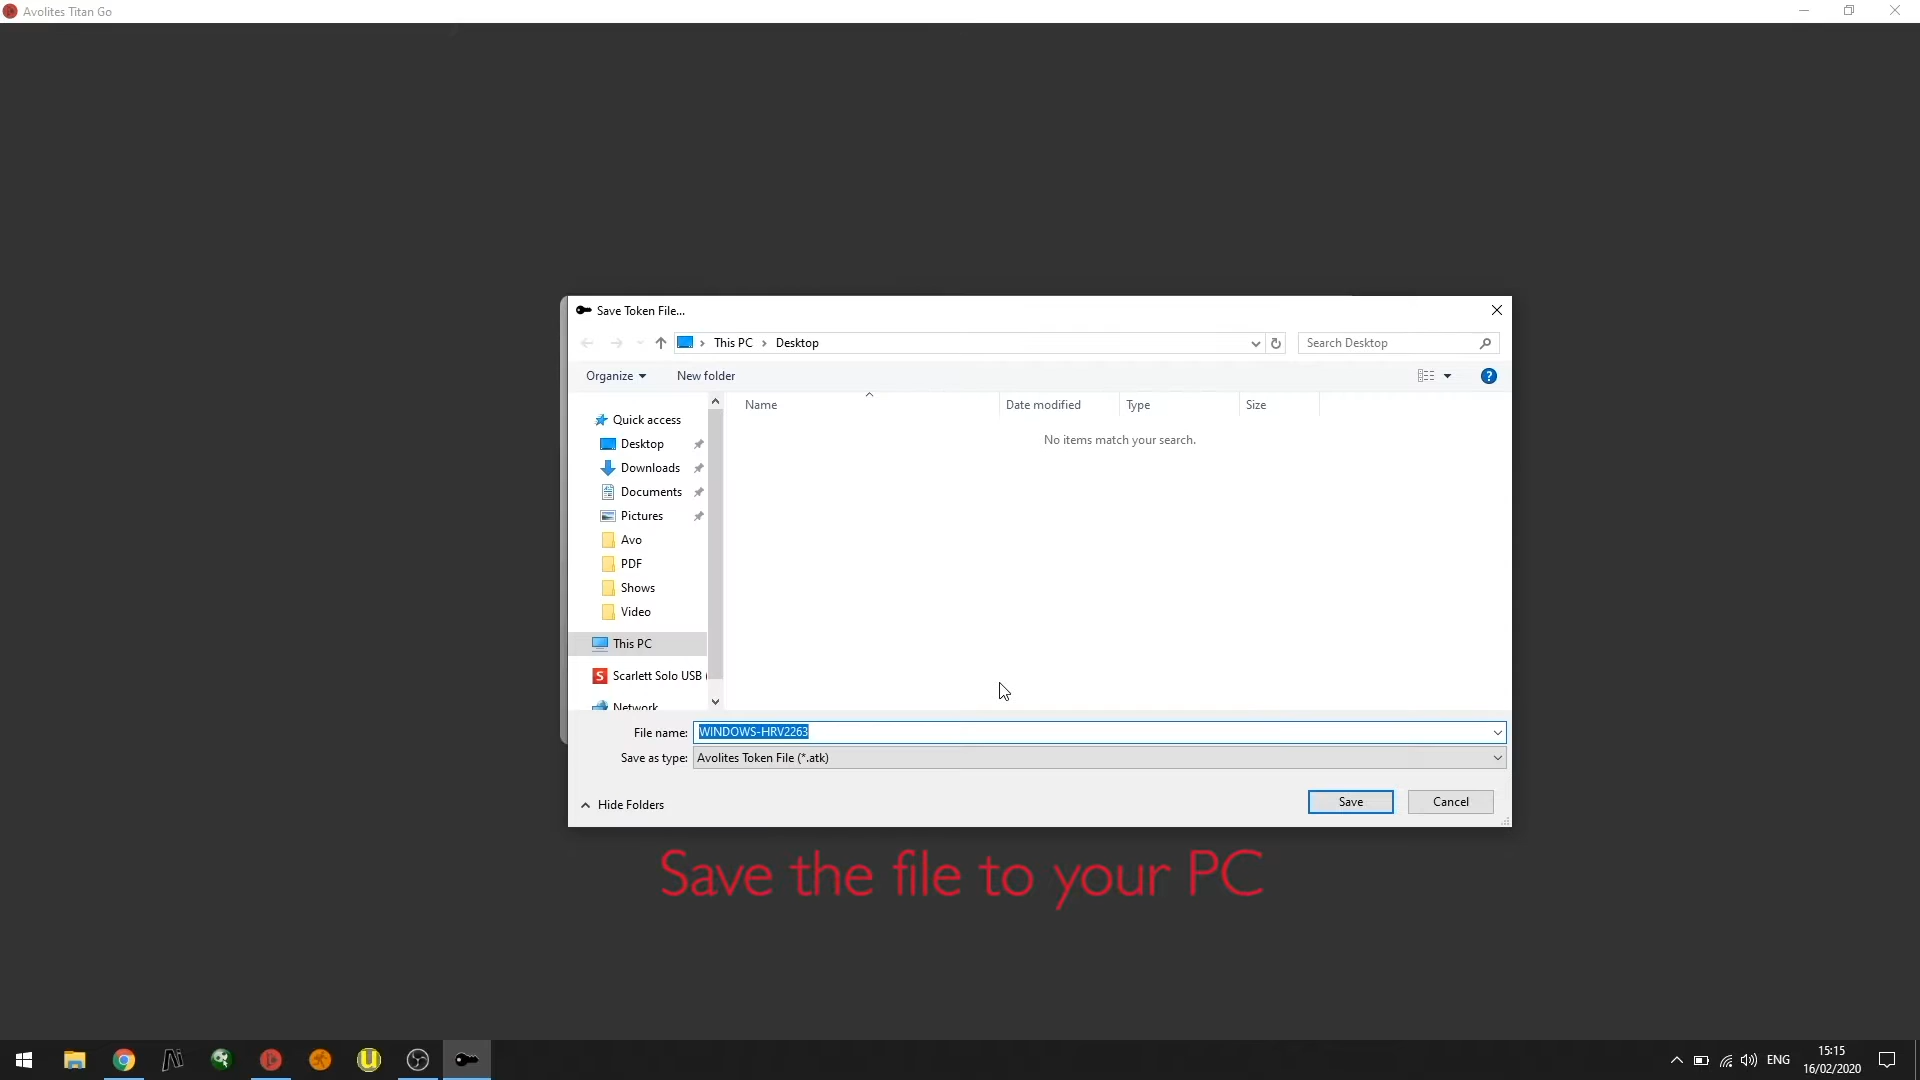 Avolites Titan Go
Save Token File...
This PC > Desktop
Search Desktop
Organize
New folder
Name
Date modified
Type
Size
No items match your search.
Quick access
Desktop
Downloads
Documents
Pictures
Avo
PDF
Shows
Video
This PC
Scarlett Solo USB (
Network
File name: WINDOWS-HRV2263
Save as type: Avolites Token File (*.atk)
Hide Folders
Save
Cancel
Save the file to your PC
ENG
15:15
16/02/2020